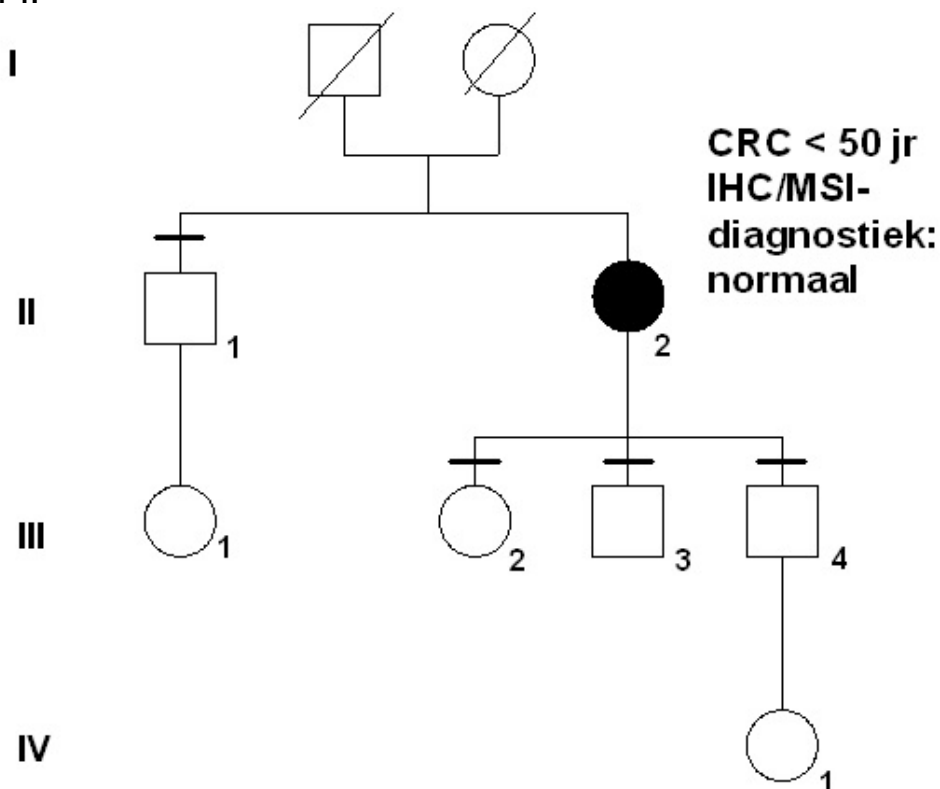 I
CRC < 50 jr
IHC/MSI-
diagnostiek:
normaal
II
1
2
III
1
2
3
4
IV
1